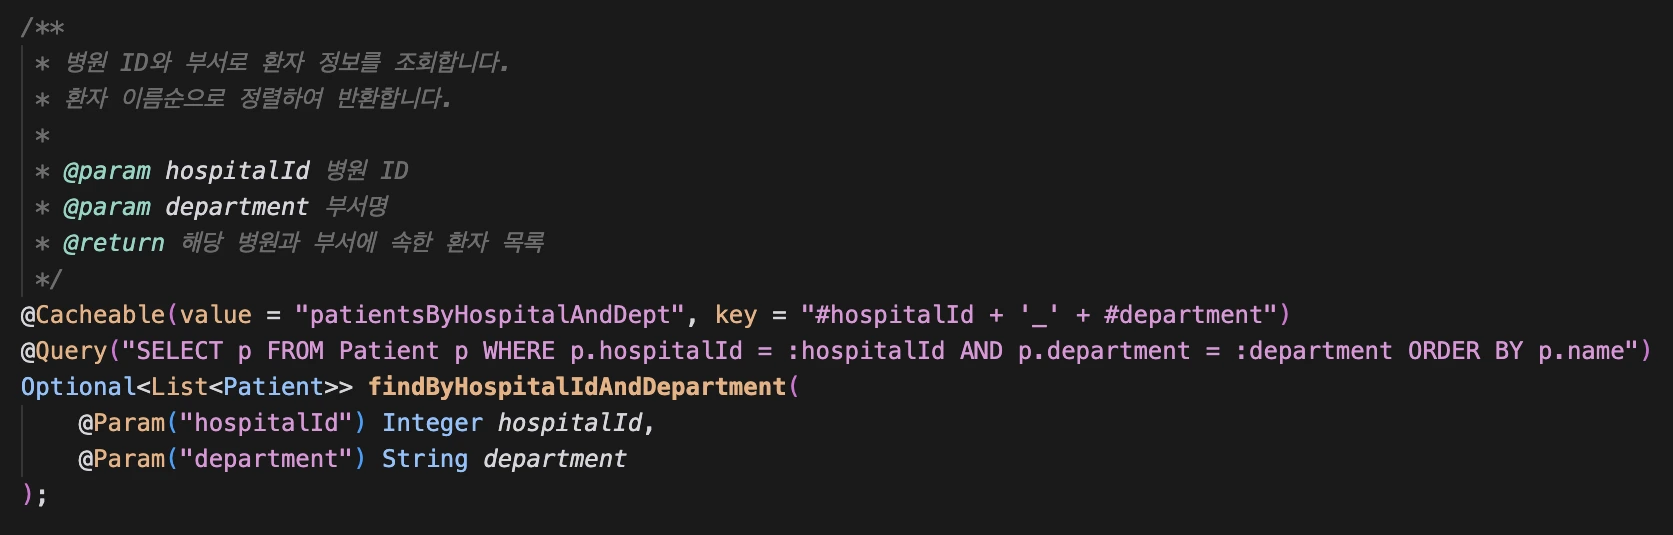 /**
* 병원 ID와 부서로 환자 정보를 조회합니다.
* 환자 이름순으로 정렬하여 반환합니다.
*
* @param hospitalId 병원 ID
* @param department 부서명
* @return 해당 병원과 부서에 속한 환자 목록
*/
@Cacheable(value = "patientsByHospitalAndDept", key = "#hospitalId + '_' + #department")
@Query("SELECT p FROM Patient p WHERE p.hospitalId = :hospitalId AND p.department = :department ORDER BY p.name")
Optional<List<Patient>> findByHospitalIdAndDepartment(
@Param("hospitalId") Integer hospitalId,
@Param("department") String department
);